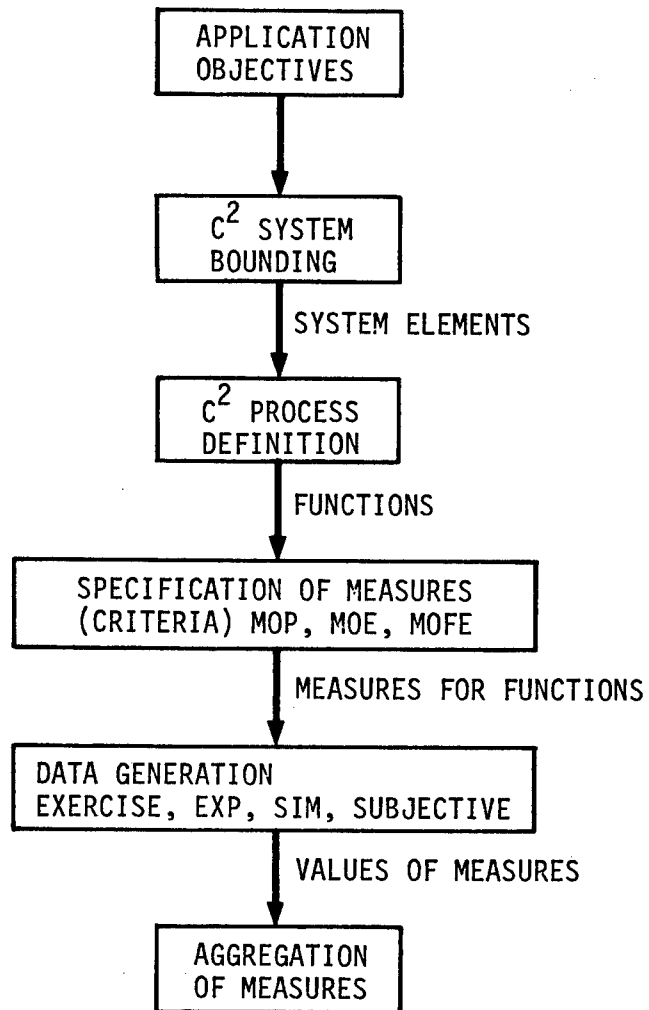 APPLICATION
OBJECTIVES
C² SYSTEM
BOUNDING
SYSTEM ELEMENTS
C² PROCESS
DEFINITION
FUNCTIONS
SPECIFICATION OF MEASURES
(CRITERIA) MOP, MOE, MOFE
MEASURES FOR FUNCTIONS
DATA GENERATION
EXERCISE, EXP, SIM, SUBJECTIVE
VALUES OF MEASURES
AGGREGATION
OF MEASURES